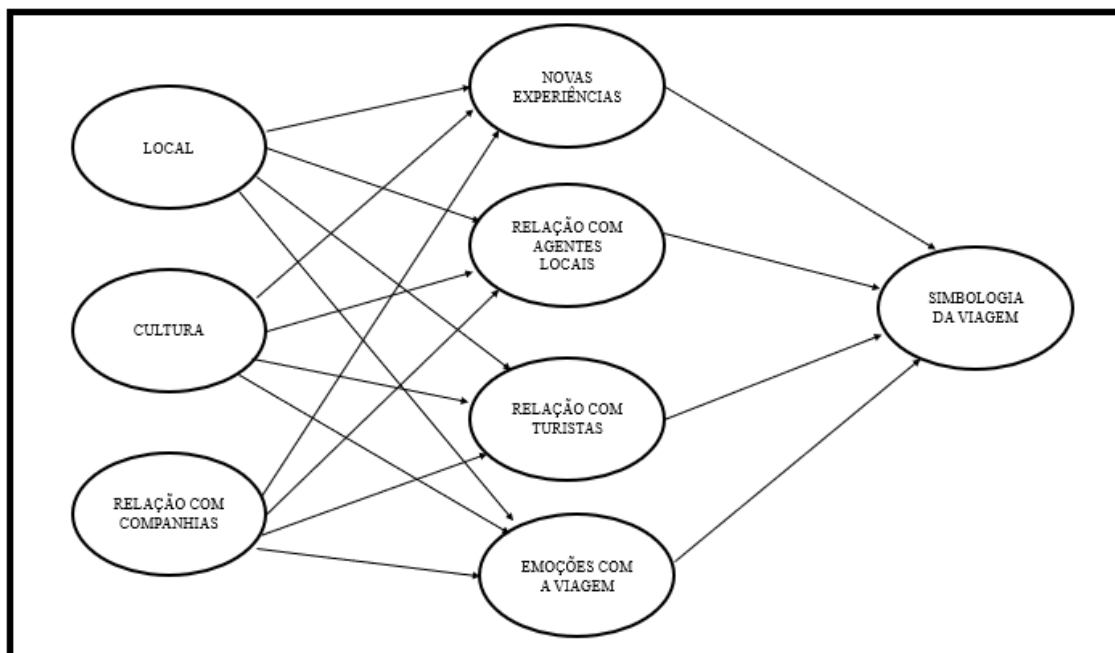 LOCAL
CULTURA
RELAÇÃO COM
COMPANHIAS
NOVAS
EXPERIÊNCIAS
RELAÇÃO COM
AGENTES
LOCAIS
RELAÇÃO COM
TURISTAS
EMOÇÕES COM
A VIAGEM
SIMBOLOGIA
DA VIAGEM